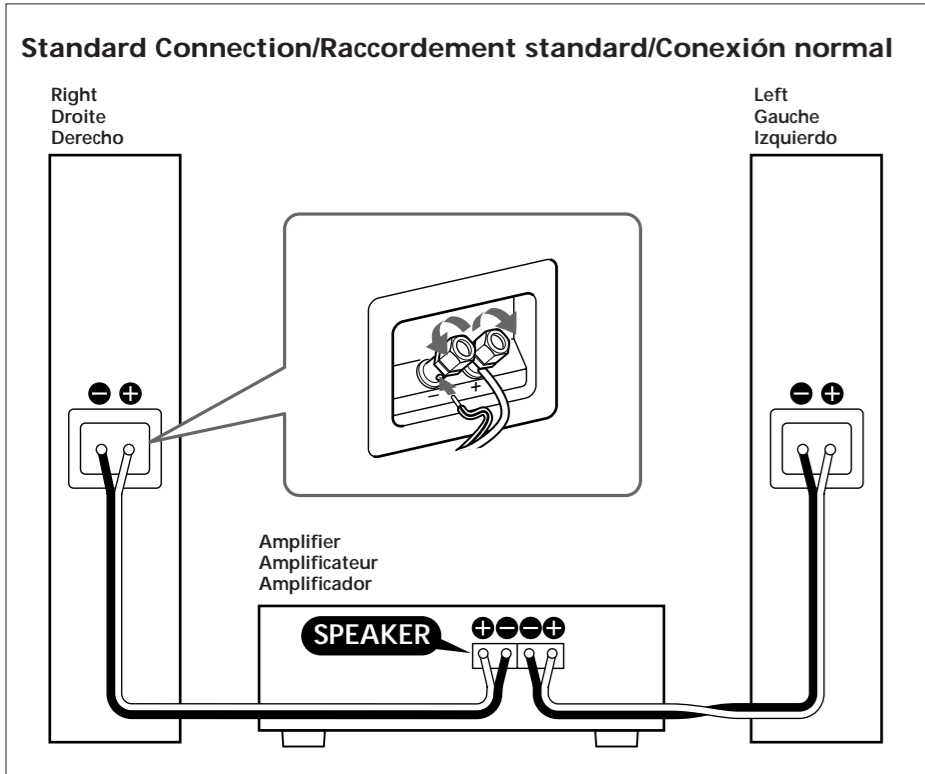 Standard Connection/Raccordement standard/Conexión normal
Right
Droite
Derecho
Left
Gauche
Izquierdo
− +
− +
− +
Amplifier
Amplificateur
Amplificador
SPEAKER
+ − − +